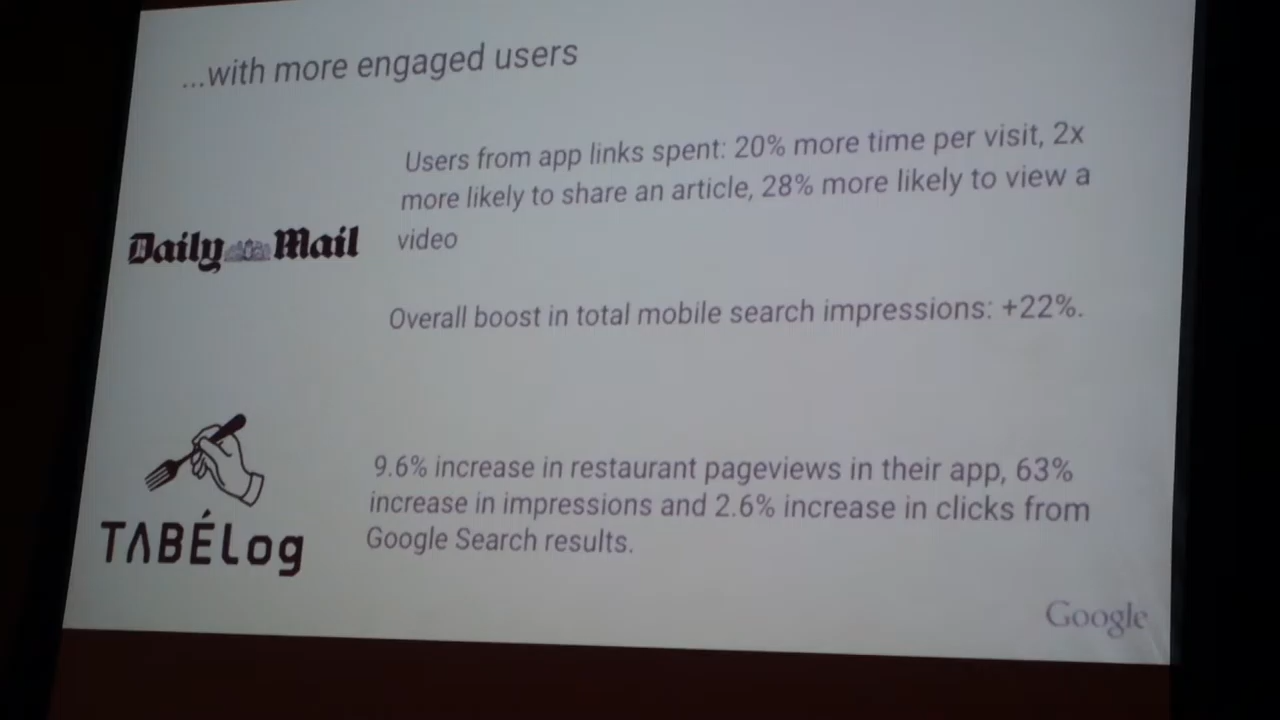 ...with more engaged users
Users from app links spent: 20% more time per visit, 2x
more likely to share an article, 28% more likely to view a
video
Daily Mail
Overall boost in total mobile search impressions: +22%.
9.6% increase in restaurant pageviews in their app, 63%
increase in impressions and 2.6% increase in clicks from
Google Search results.
TABÉLog
Google